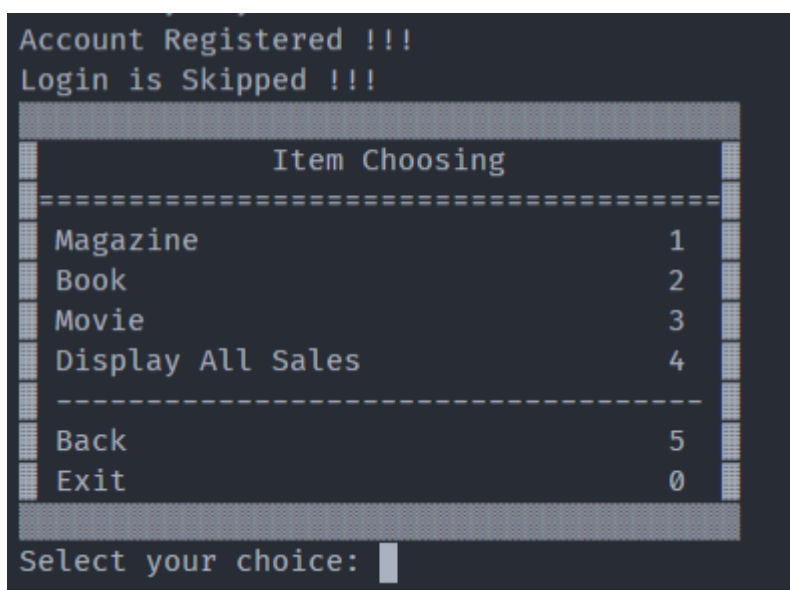 Account Registered !!!
Login is Skipped !!!
Item Choosing
========================================
Magazine 1
Book 2
Movie 3
Display All Sales 4
------------------------------------
Back 5
Exit 0
Select your choice: